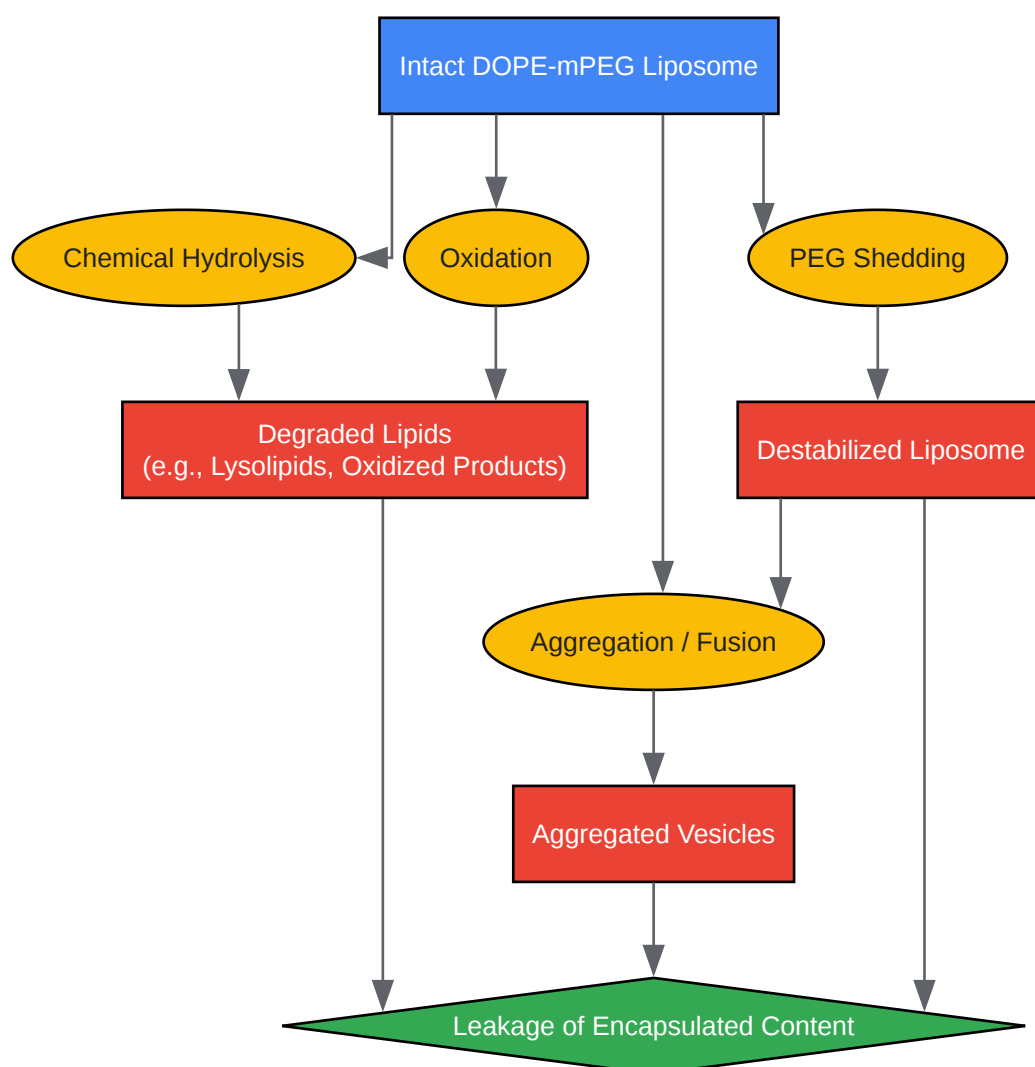 Intact DOPE-mPEG Liposome
Chemical Hydrolysis
Oxidation
PEG Shedding
Degraded Lipids
(e.g., Lysolipids, Oxidized Products)
Destabilized Liposome
Aggregation / Fusion
Aggregated Vesicles
Leakage of Encapsulated Content